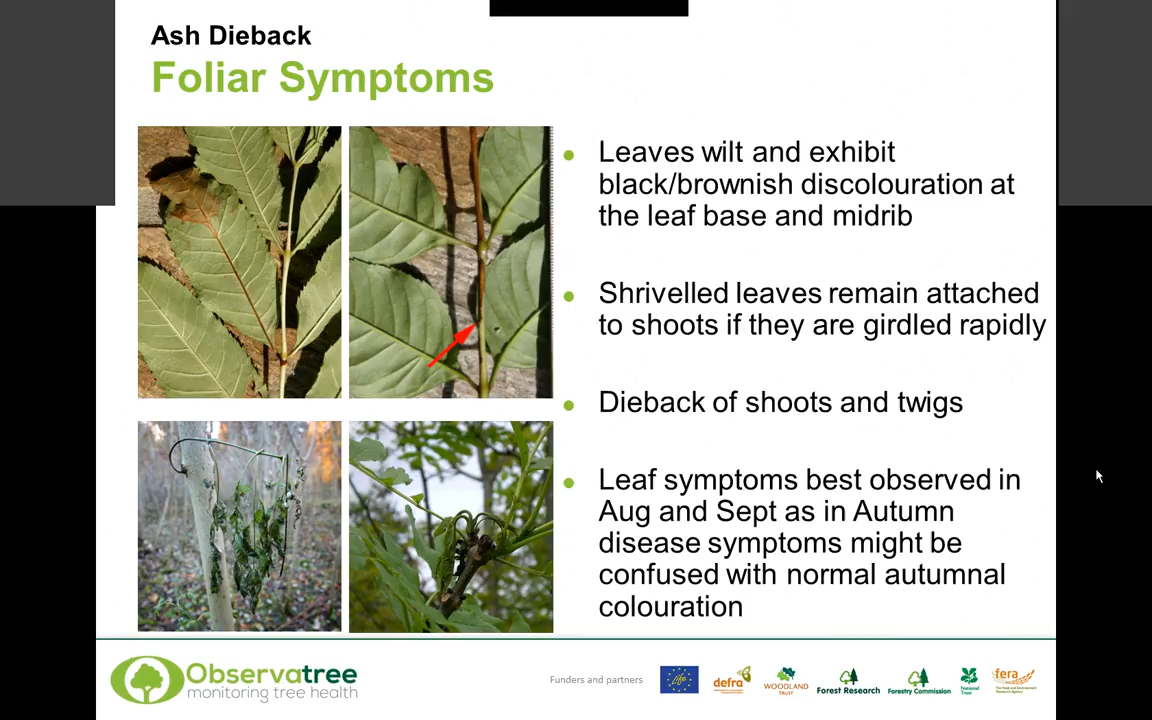 Ash Dieback
Foliar Symptoms
Leaves wilt and exhibit
black/brownish discolouration at
the leaf base and midrib
Shrivelled leaves remain attached
to shoots if they are girdled rapidly
Dieback of shoots and twigs
Leaf symptoms best observed in
Aug and Sept as in Autumn
disease symptoms might be
confused with normal autumnal
colouration
Observatree
monitoring tree health
Funders and partners
Life
defra
WOODLAND
TRUST
Forest Research
Forestry Commission
National
Trust
fera